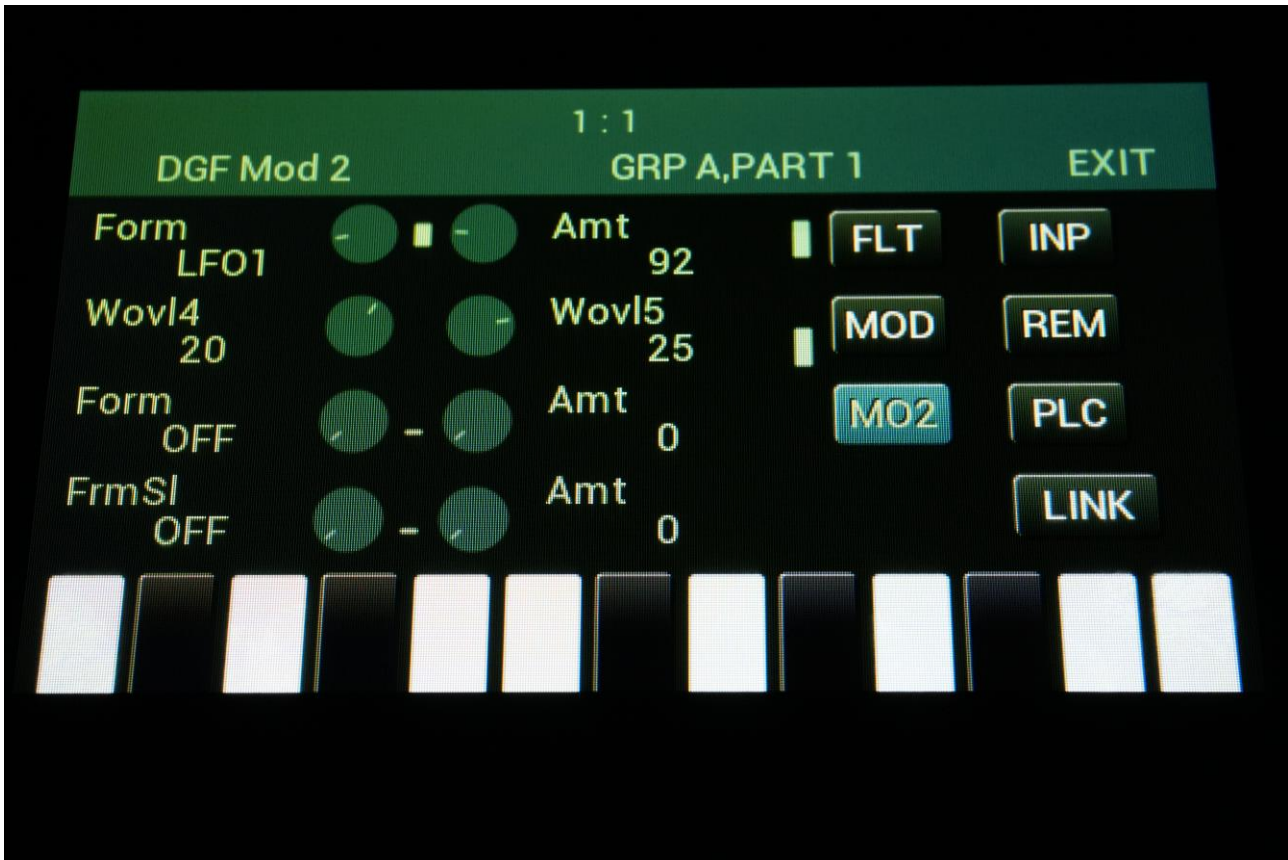 1 : 1
DGF Mod 2 GRP A,PART 1 EXIT
Form Amt FLT INP
LFO1 92
Wovl4 Wovl5 MOD REM
20 25
Form Amt MO2 PLC
OFF 0
FrmSl Amt LINK
OFF 0